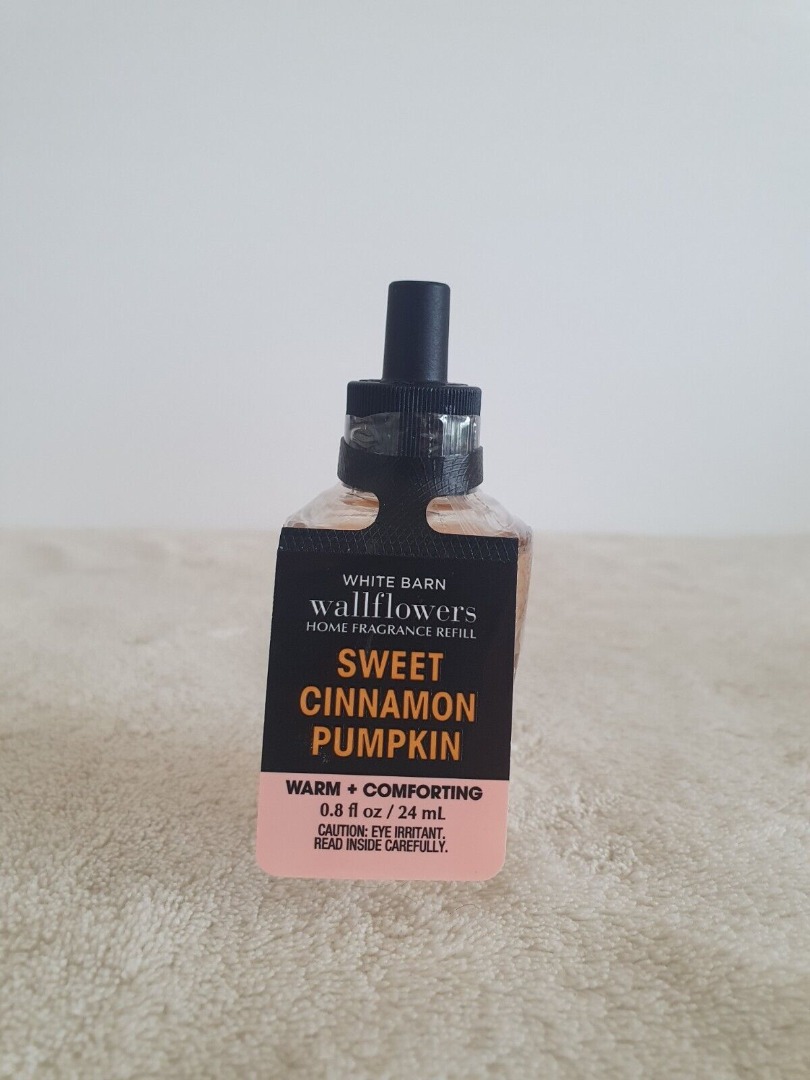 WHITE BARN
wallflowers
HOME FRAGRANCE REFILL
SWEET
CINNAMON
PUMPKIN
WARM + COMFORTING
0.8 fl oz / 24 mL
CAUTION: EYE IRRITANT.
READ INSIDE CAREFULLY.